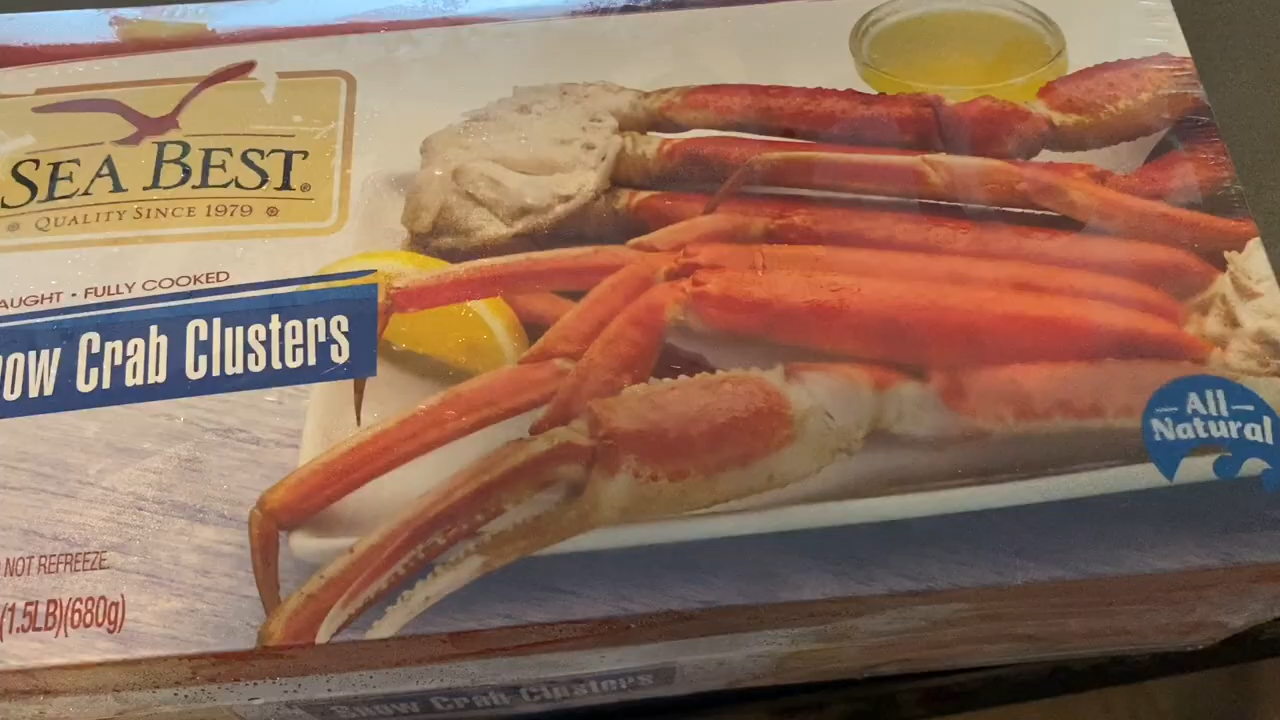 SEA BEST®
QUALITY SINCE 1979
AUGHT • FULLY COOKED
ow Crab Clusters
All
Natural
NOT REFREEZE
(1.5LB)(680g)
Snow Crab Clusters